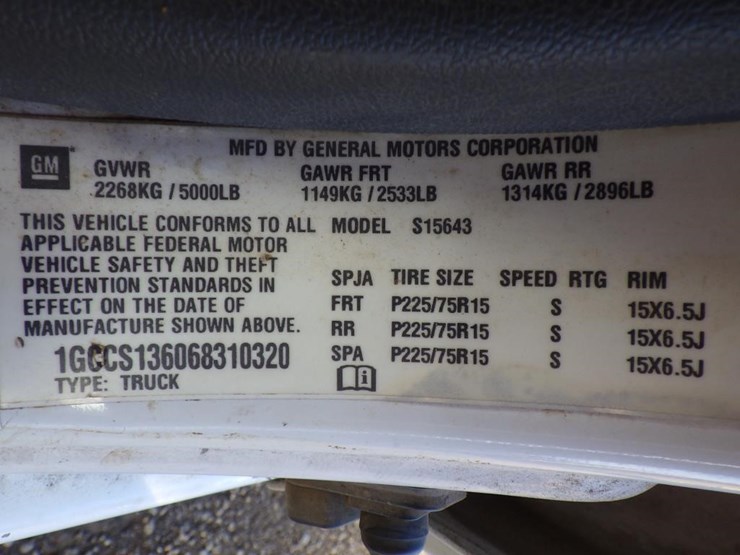 MFD BY GENERAL MOTORS CORPORATION
GM
GVWR GAWR FRT GAWR RR
2268KG / 5000LB 1149KG / 2533LB 1314KG / 2896LB
THIS VEHICLE CONFORMS TO ALL MODEL S15643
APPLICABLE FEDERAL MOTOR
VEHICLE SAFETY AND THEFT
PREVENTION STANDARDS IN SPJA TIRE SIZE SPEED RTG RIM
EFFECT ON THE DATE OF FRT P225/75R15 S 15X6.5J
MANUFACTURE SHOWN ABOVE. RR P225/75R15 S 15X6.5J
1GCCS136068310320 SPA P225/75R15 S 15X6.5J
TYPE: TRUCK i